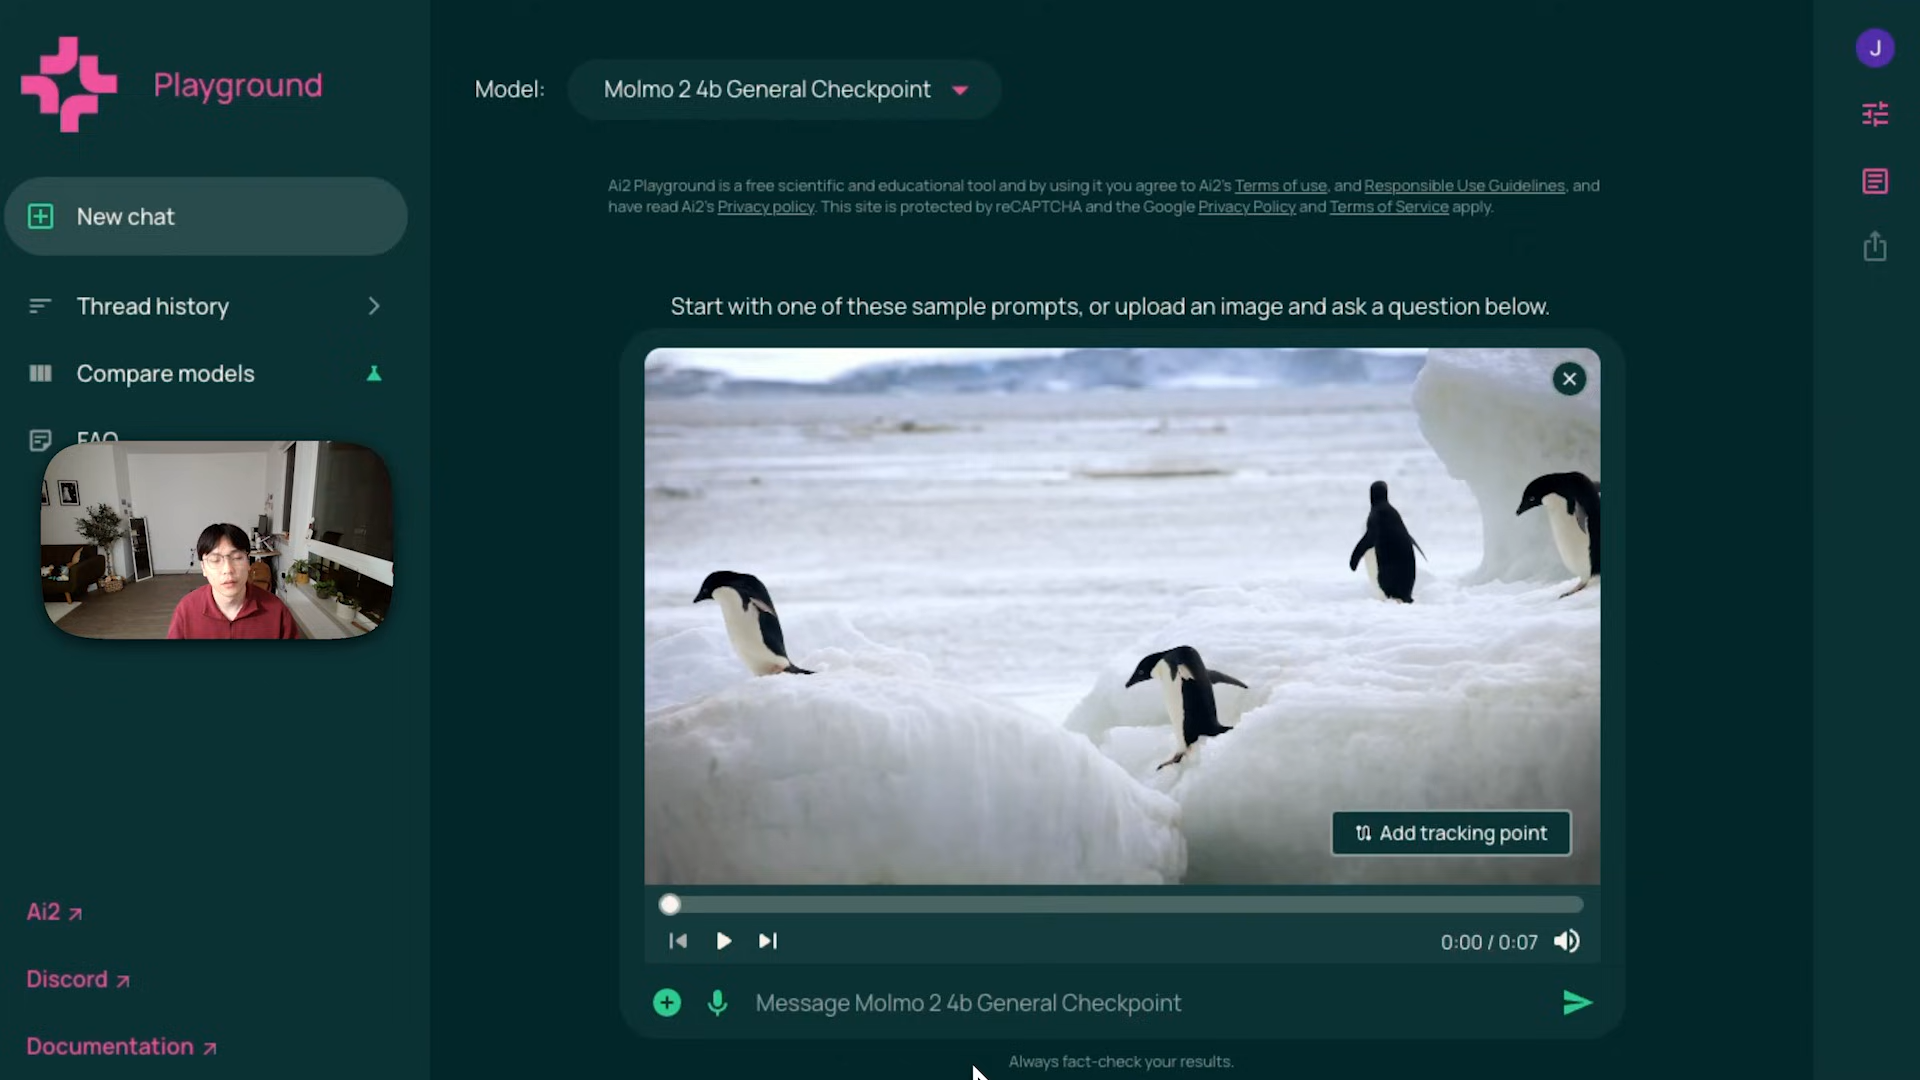 Playground
New chat
Thread history
Compare models
FAQ
Ai2
Discord
Documentation
Model: Molmo 2 4b General Checkpoint
Ai2 Playground is a free scientific and educational tool and by using it you agree to Ai2's Terms of use, and Responsible Use Guidelines, and
have read Ai2's Privacy policy. This site is protected by reCAPTCHA and the Google Privacy Policy and Terms of Service apply.
Start with one of these sample prompts, or upload an image and ask a question below.
Add tracking point
0:00 / 0:07
Message Molmo 2 4b General Checkpoint
Always fact-check your results.
J